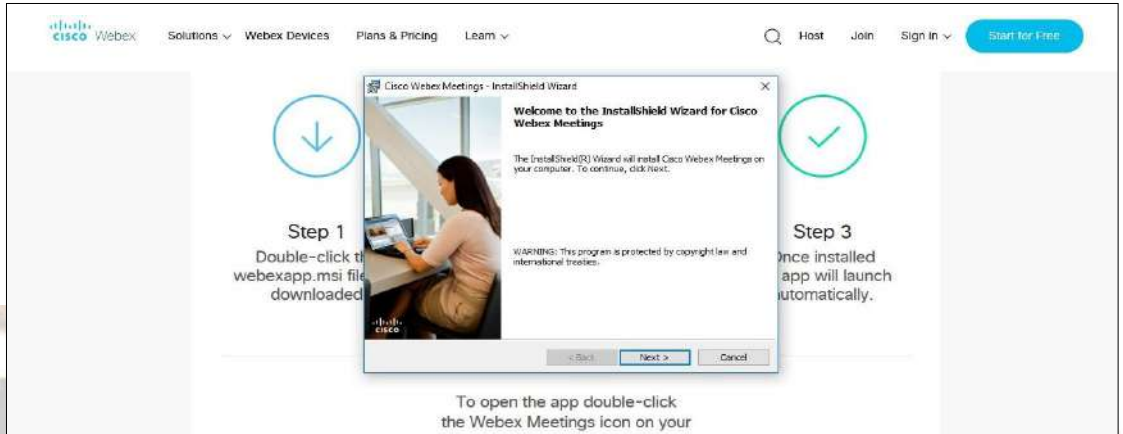 cisco Webex
Solutions
Webex Devices
Plans & Pricing
Learn
Host
Join
Sign in
Start for Free
Cisco Webex Meetings - InstallShield Wizard
Welcome to the InstallShield Wizard for Cisco
Webex Meetings
The InstallShield(R) Wizard will install Cisco Webex Meetings on
your computer. To continue, click Next.
WARNING: This program is protected by copyright law and
international treaties.
cisco
< Back
Next >
Cancel
Step 1
Double-click
webexapp.msi
downloaded
Step 3
Once installed
app will launch
automatically.
To open the app double-click
the Webex Meetings icon on your